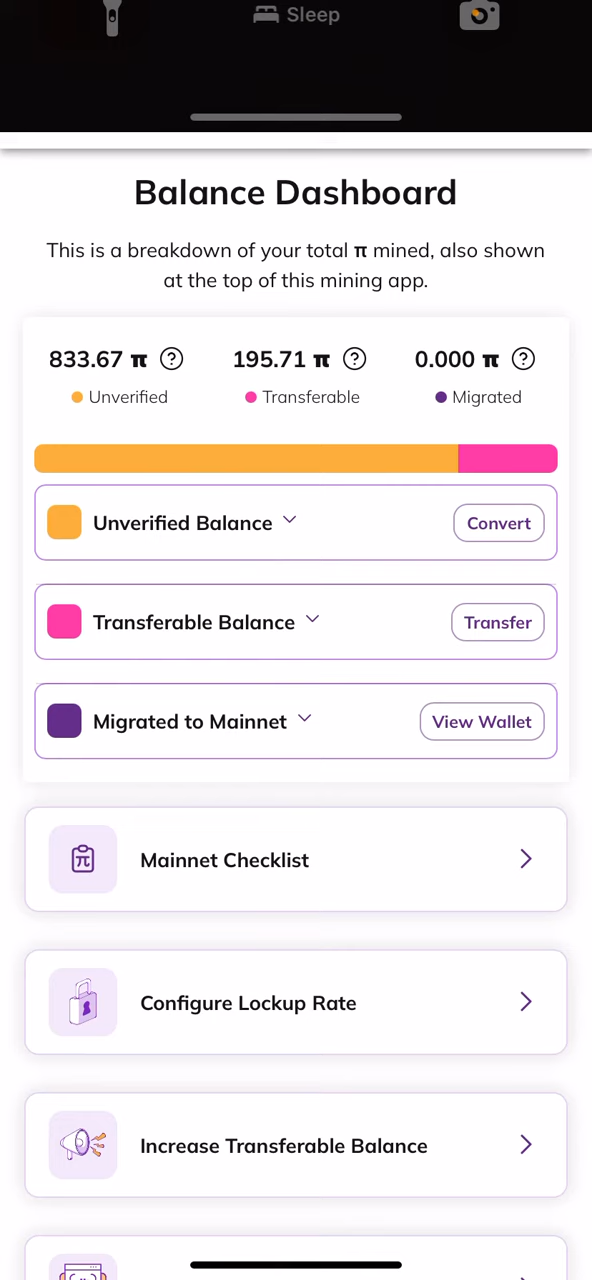 Sleep
Balance Dashboard
This is a breakdown of your total π mined, also shown
at the top of this mining app.
833.67 π ? 195.71 π ? 0.000 π ?
Unverified Transferable Migrated
Unverified Balance Convert
Transferable Balance Transfer
Migrated to Mainnet View Wallet
π Mainnet Checklist
Configure Lockup Rate
Increase Transferable Balance